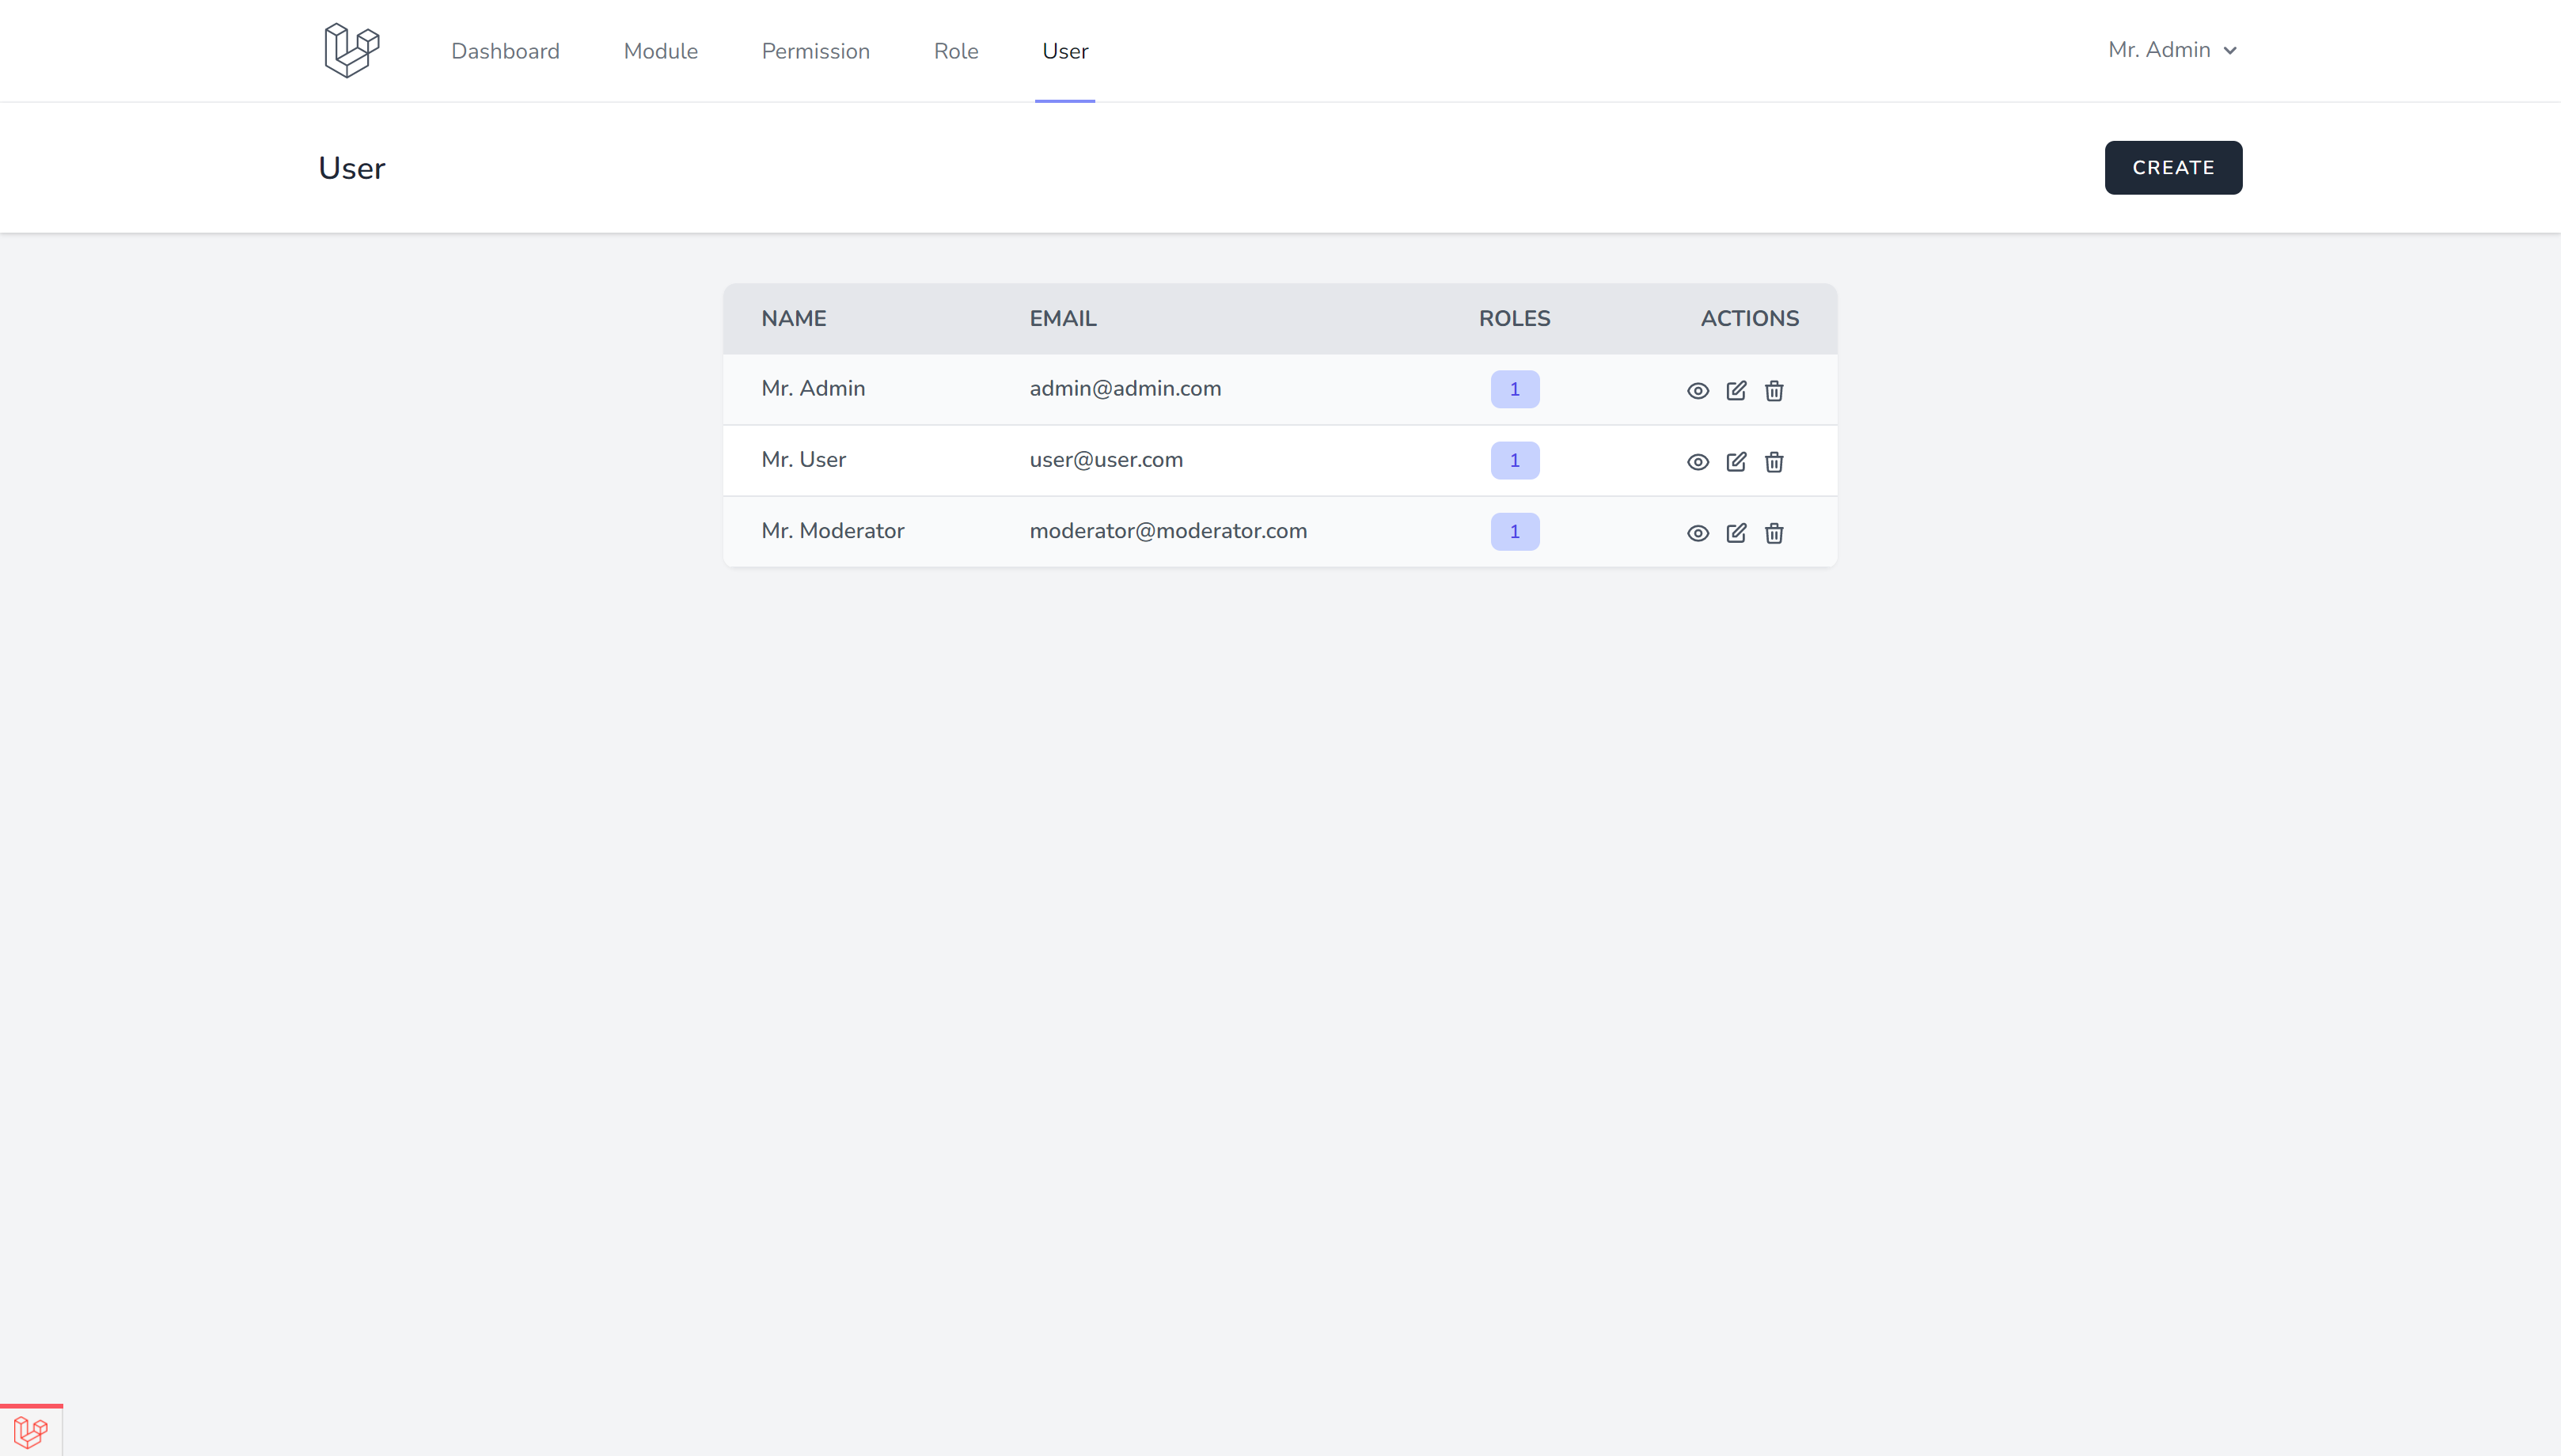 Dashboard Module Permission Role User Mr. Admin
User CREATE
NAME EMAIL ROLES ACTIONS
Mr. Admin admin@admin.com 1
Mr. User user@user.com 1
Mr. Moderator moderator@moderator.com 1